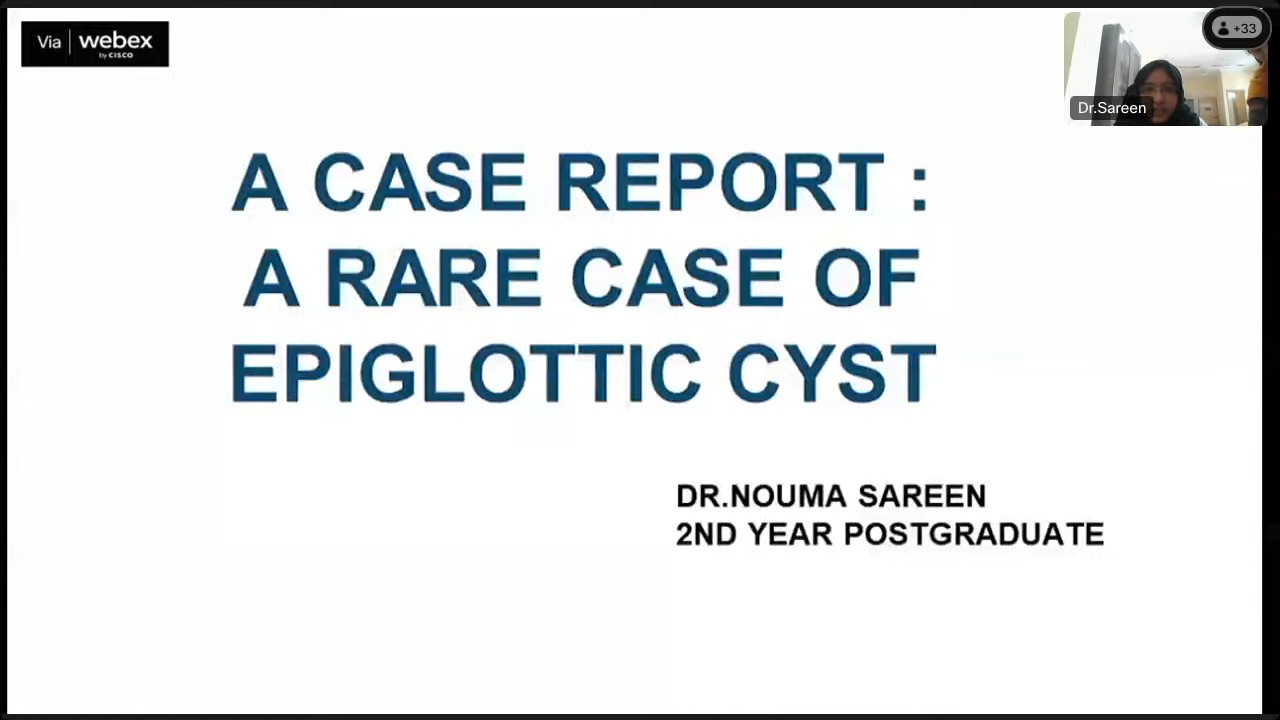 Via webex
by CISCO
+33
Dr.Sareen
A CASE REPORT :
A RARE CASE OF
EPIGLOTTIC CYST
DR.NOUMA SAREEN
2ND YEAR POSTGRADUATE